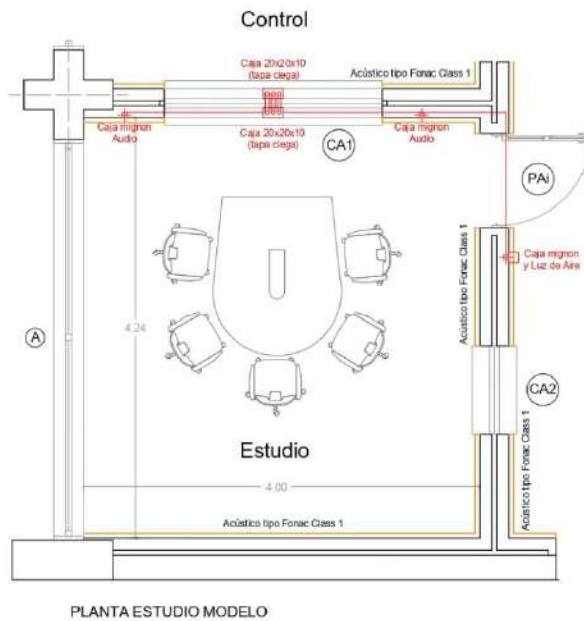 Control
Caja 20x20x10
(tapa ciega)
Acústico tipo Fonac Class 1
Caja mignon
Audio
Caja 20x20x10
(tapa ciega)
Caja mignon
Audio
CA1
PAi
Acústico tipo Fonac Class 1
Caja mignon
y Luz de Aire
4.24
A
CA2
Estudio
4.00
Acústico tipo Fonac Class 1
Acústico tipo Fonac Class 1
PLANTA ESTUDIO MODELO